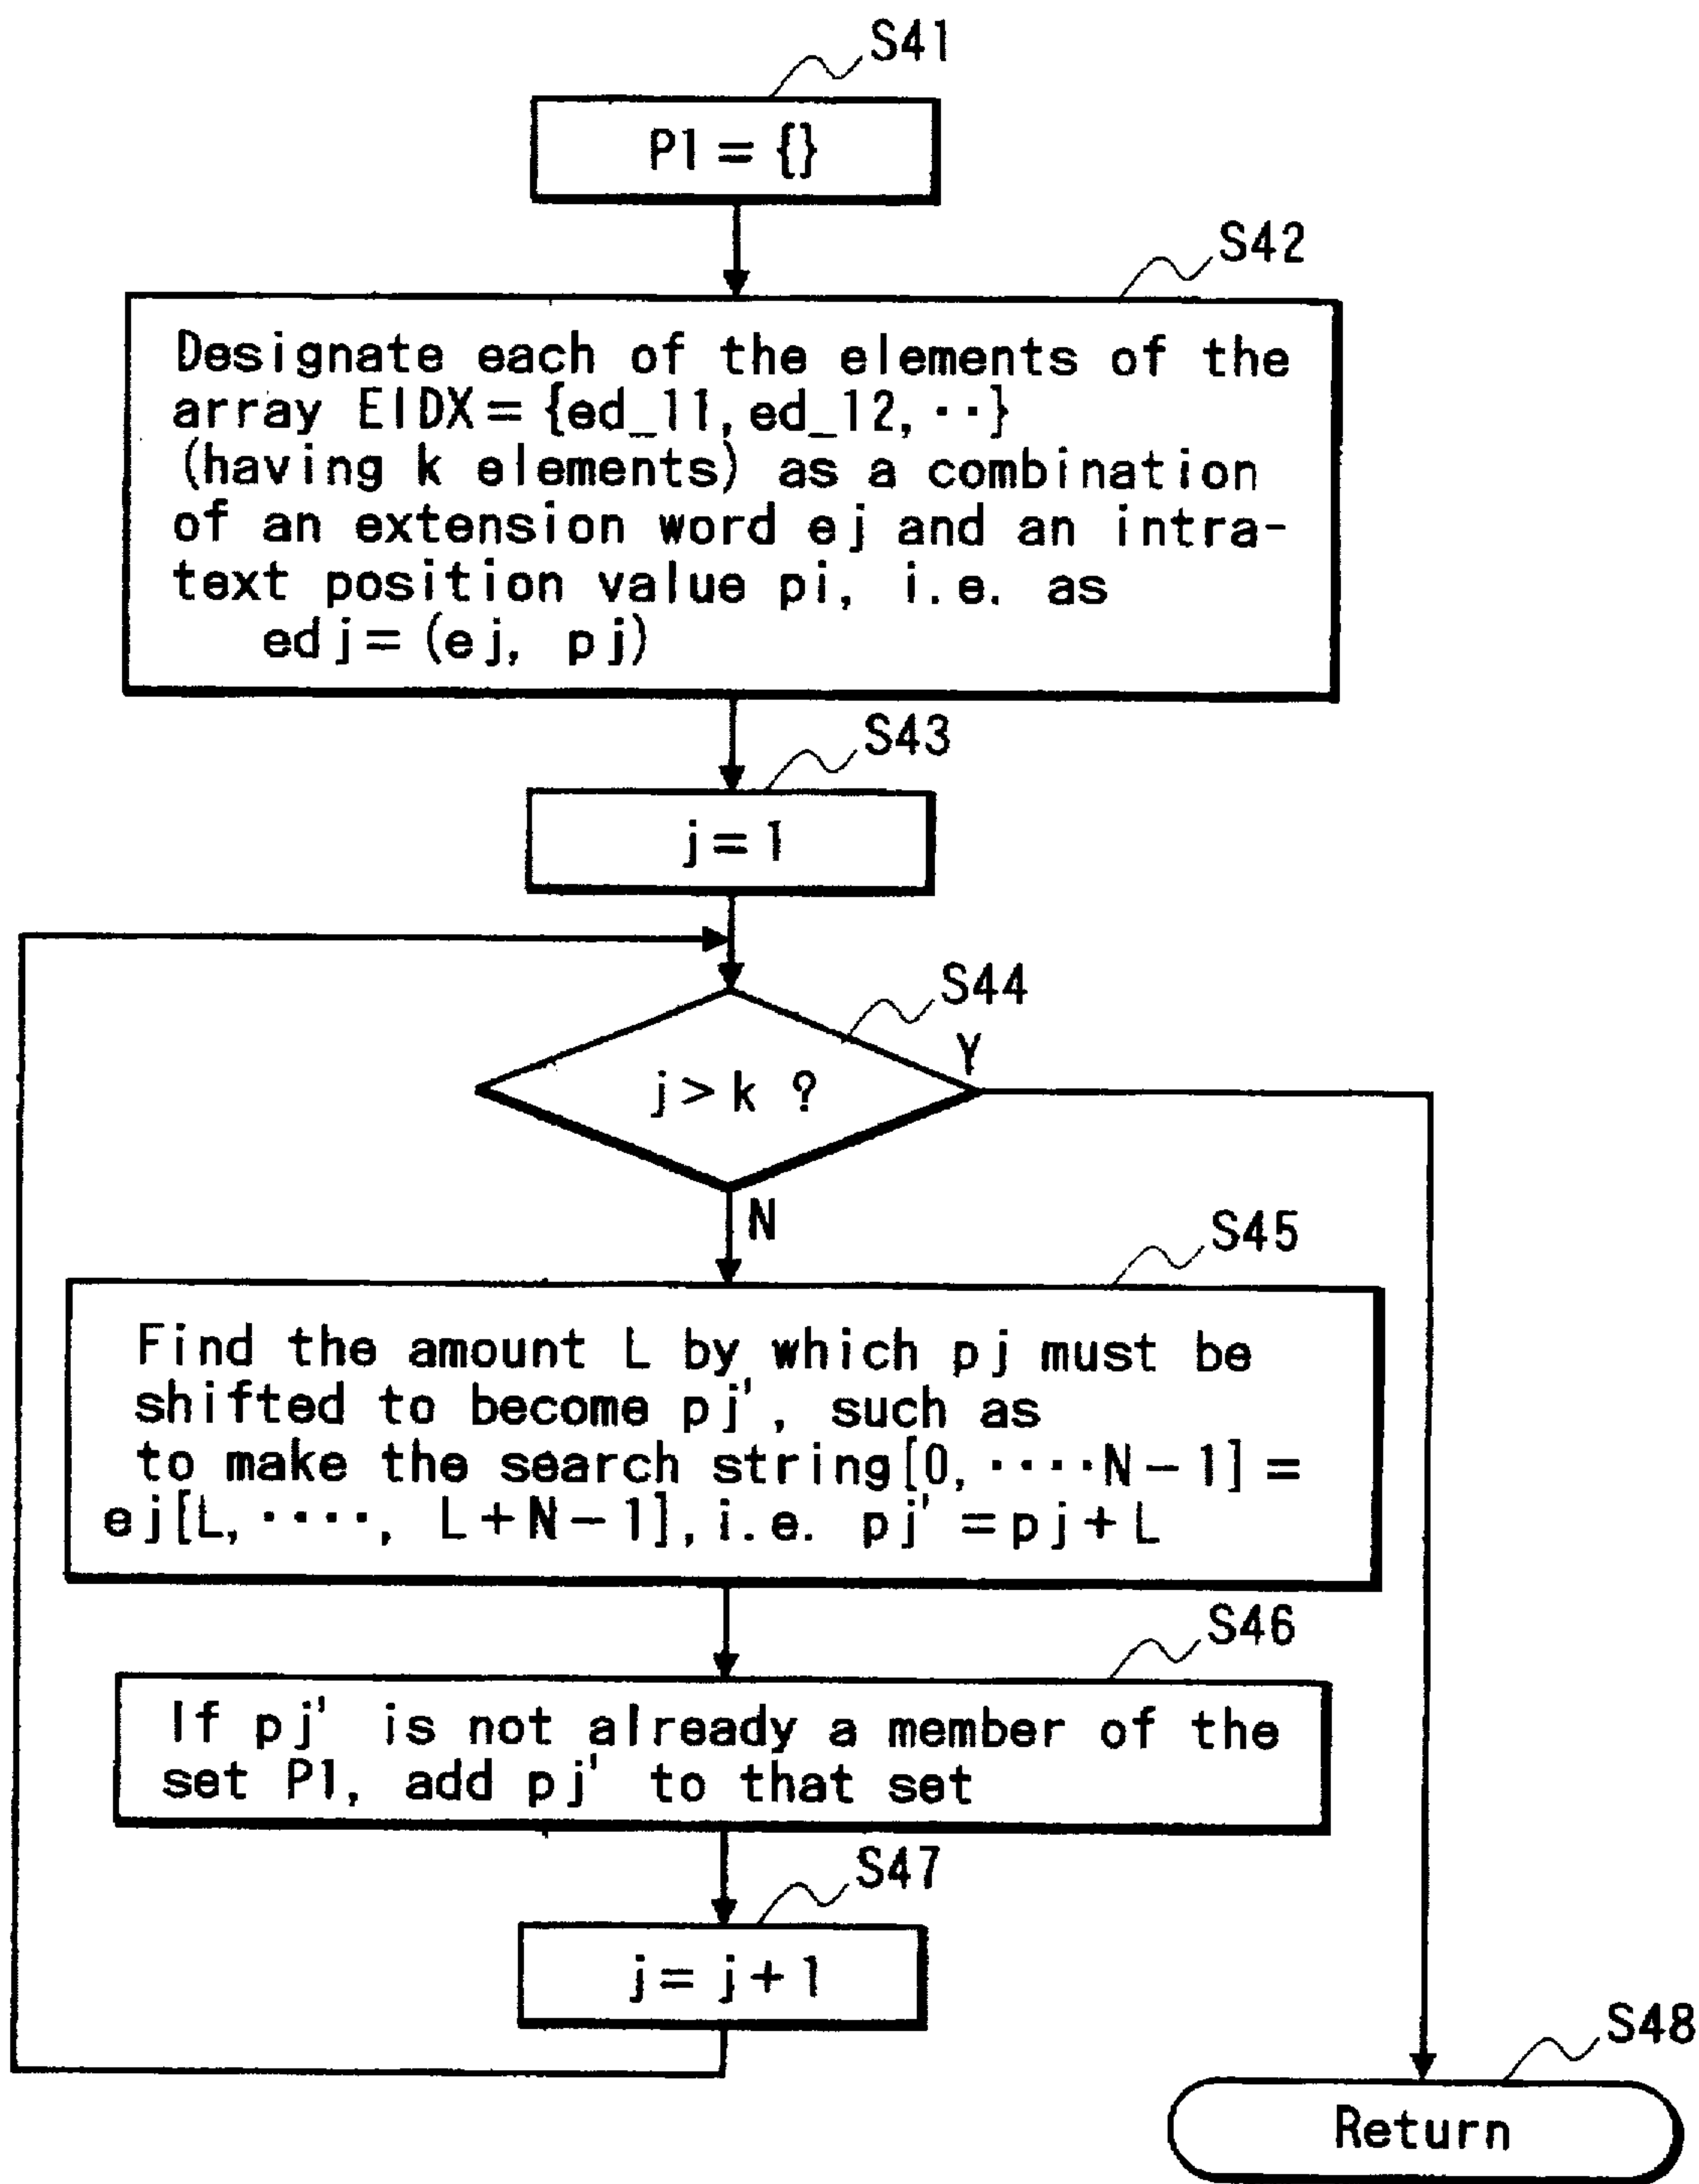 S41
P1 = {}
S42
Designate each of the elements of the
array EIDX = {ed_11, ed_12, ··}
(having k elements) as a combination
of an extension word ej and an intra-
text position value pi, i.e. as
edj = (ej, pj)
S43
j = 1
S44
j > k ?
Y
N
S45
Find the amount L by which pj must be
shifted to become pj', such as
to make the search string[0, ····N-1] =
ej[L, ····, L+N-1], i.e. pj' = pj + L
S46
If pj' is not already a member of the
set P1, add pj' to that set
S47
j = j + 1
S48
Return